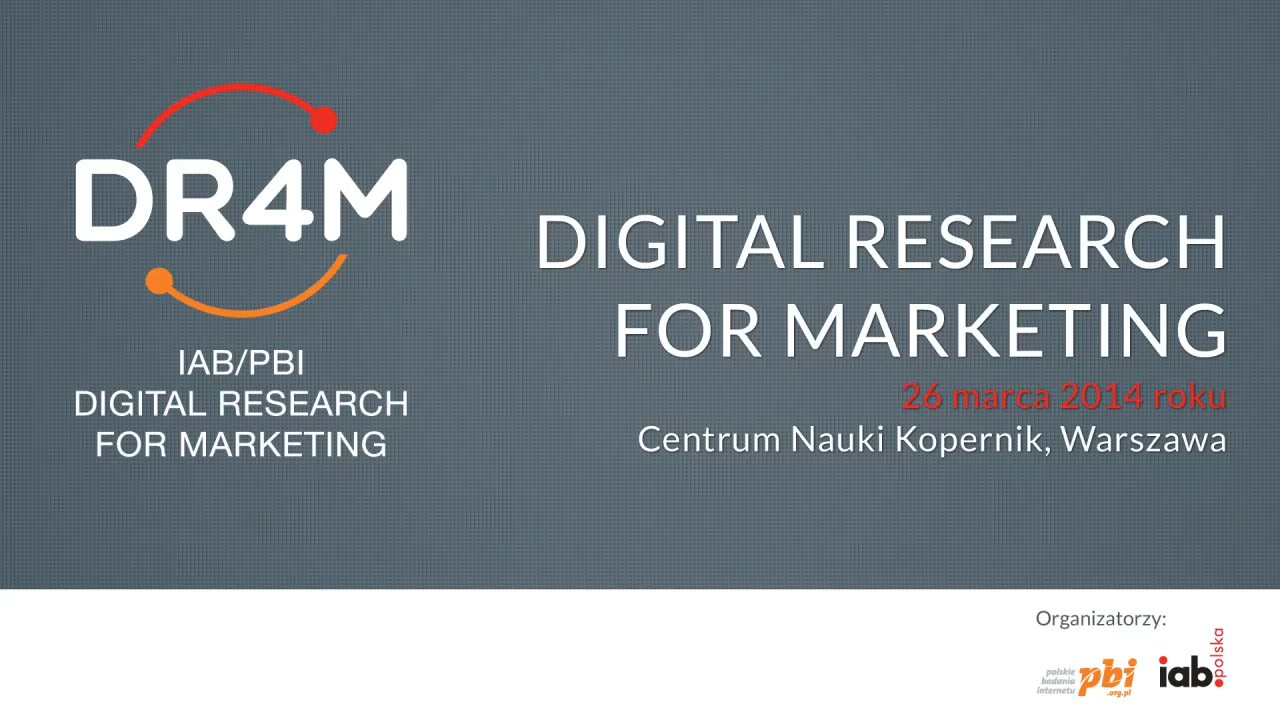 DR4M
IAB/PBI
DIGITAL RESEARCH
FOR MARKETING
DIGITAL RESEARCH
FOR MARKETING
26 marca 2014 roku
Centrum Nauki Kopernik, Warszawa
Organizatorzy:
polskie
badania
internetu
pbi
.org.pl
iab.
polska